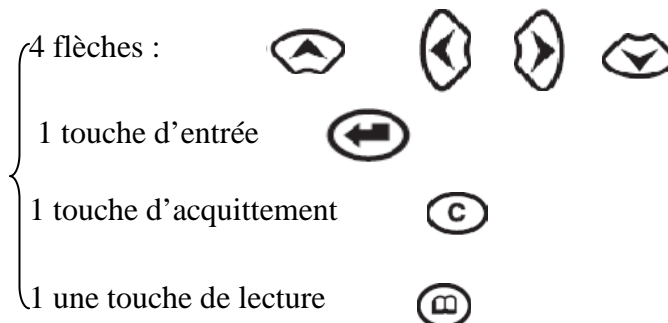 4 flèches :
1 touche d'entrée
1 touche d'acquittement C
1 une touche de lecture